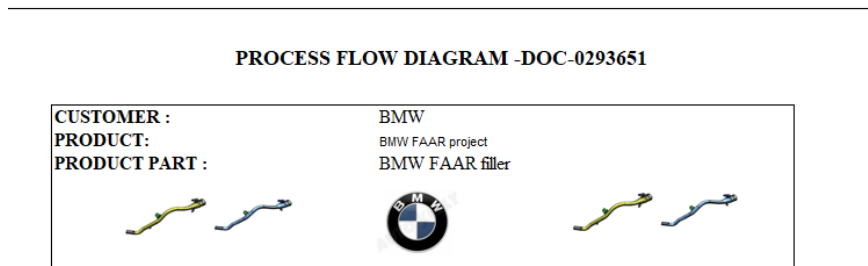 PROCESS FLOW DIAGRAM -DOC-0293651
CUSTOMER : BMW
PRODUCT: BMW FAAR project
PRODUCT PART : BMW FAAR filler
BMW